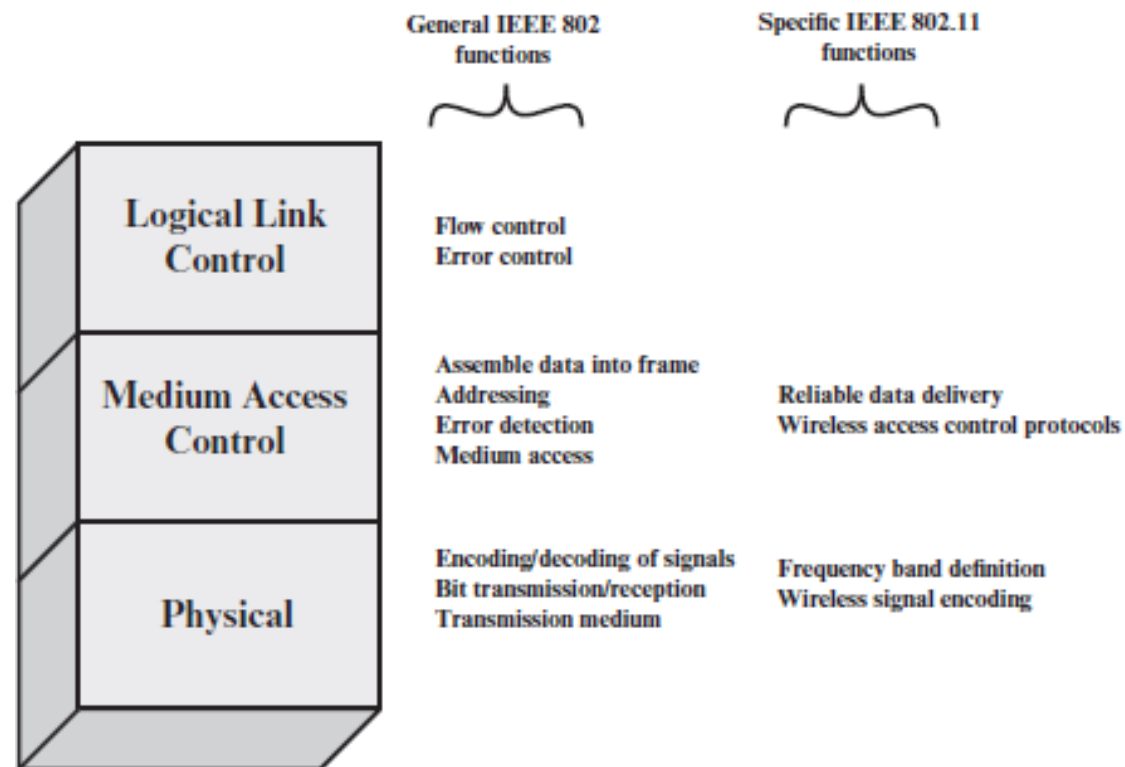 General IEEE 802
functions
Specific IEEE 802.11
functions
Logical Link
Control
Flow control
Error control
Medium Access
Control
Assemble data into frame
Addressing
Error detection
Medium access
Reliable data delivery
Wireless access control protocols
Physical
Encoding/decoding of signals
Bit transmission/reception
Transmission medium
Frequency band definition
Wireless signal encoding